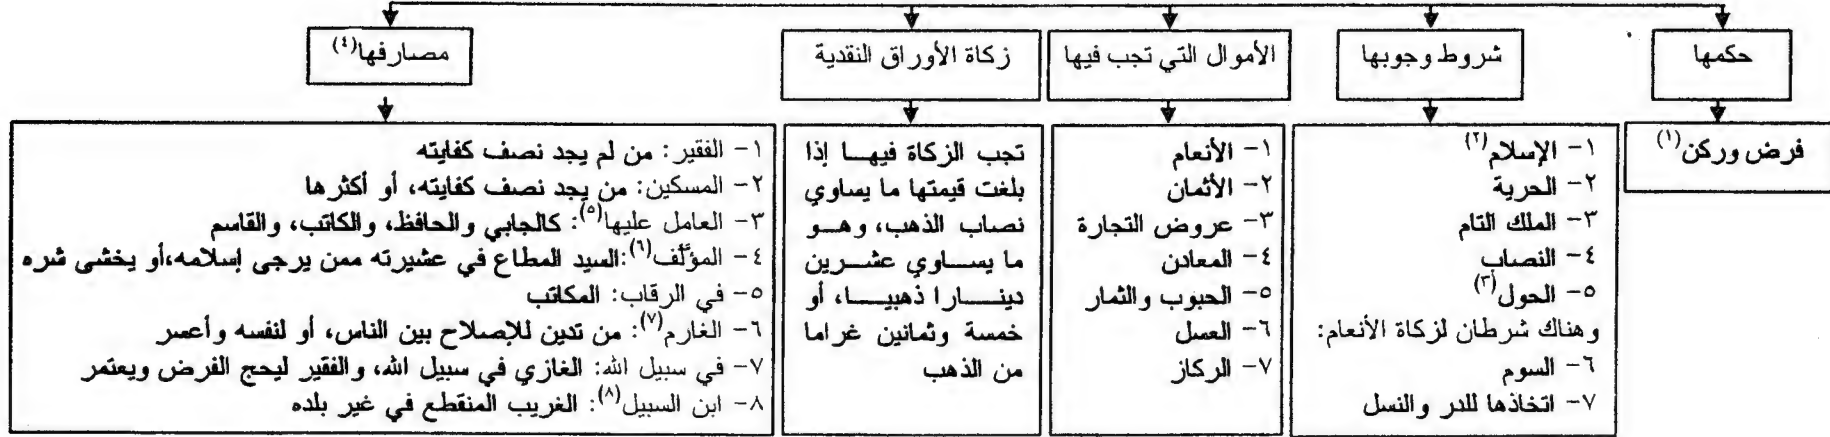 حكمها
فرض وركن(١)
شروط وجوبها
١- الإسلام(٢)
٢- الحرية
٣- الملك التام
٤- النصاب
٥- الحول(٣)
وهناك شرطان لزكاة الأنعام:
٦- السوم
٧- اتخاذها للدر والنسل
الأموال التي تجب فيها
١- الأنعام
٢- الأثمان
٣- عروض التجارة
٤- المعادن
٥- الحبوب والثمار
٦- العسل
٧- الركاز
زكاة الأوراق النقدية
تجب الزكاة فيهــا إذا
بلغت قيمتها ما يساوي
نصاب الذهب، وهــو
ما يســاوي عشــرين
دينـــارا ذهبيـــا، أو
خمسة وثمانين غراما
من الذهب
مصارفها(٤)
١- الفقير: من لم يجد نصف كفايته
٢- المسكين: من يجد نصف كفايته، أو أكثرها
٣- العامل عليها(٥): كالجابي والحافظ، والكاتب، والقاسم
٤- المؤلَّف(٦):السيد المطاع في عشيرته ممن يرجى إسلامه،أو يخشى شره
٥- في الرقاب: المكاتب
٦- الغارم(٧): من تدين للإصلاح بين الناس، أو لنفسه وأعسر
٧- في سبيل الله: الغازي في سبيل الله، والفقير ليحج الفرض ويعتمر
٨- ابن السبيل(٨): الغريب المنقطع في غير بلده